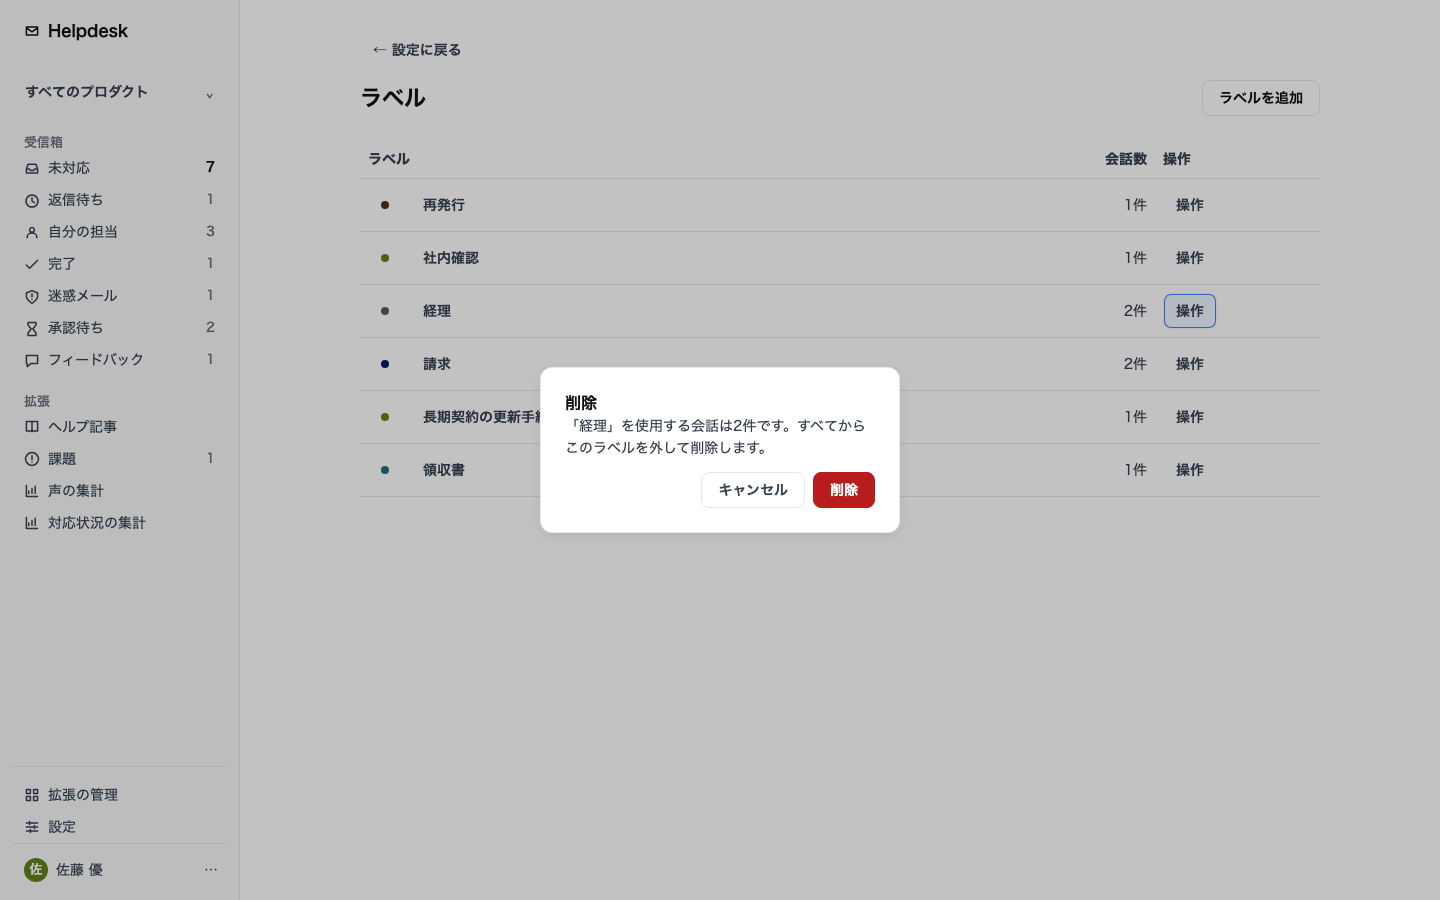 Helpdesk
すべてのプロダクト
受信箱
未対応 7
返信待ち 1
自分の担当 3
完了 1
迷惑メール 1
承認待ち 2
フィードバック 1
拡張
ヘルプ記事
課題 1
声の集計
対応状況の集計
拡張の管理
設定
佐 佐藤 優 …
← 設定に戻る
ラベル
ラベルを追加
ラベル 会話数 操作
再発行 1件 操作
社内確認 1件 操作
経理 2件 操作
請求 2件 操作
長期契約の更新手 1件 操作
領収書 1件 操作
削除
「経理」を使用する会話は2件です。すべてから
このラベルを外して削除します。
キャンセル 削除